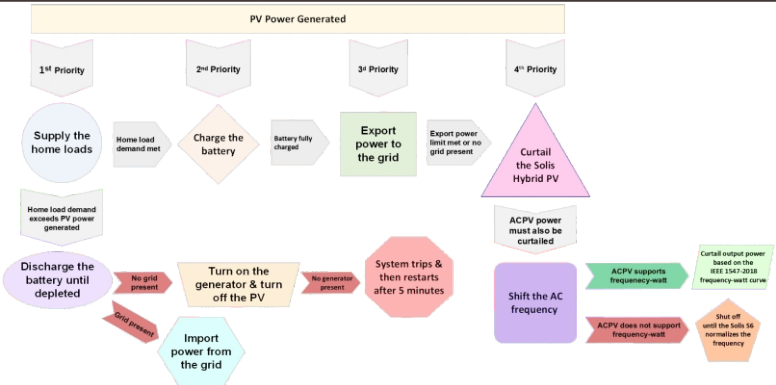 PV Power Generated
1st Priority
2nd Priority
3d Priority
4th Priority
Supply the
home loads
Home load
demand met
Charge the
battery
Battery fully
charged
Export
power to
the grid
Export power
limit met or no
grid present
Curtail
the Solis
Hybrid PV
Home load demand
exceeds PV power
generated
ACPV power
must also be
curtailed
Discharge the
battery until
depleted
No grid
present
Turn on the
generator & turn
off the PV
No generator
present
System trips &
then restarts
after 5 minutes
Shift the AC
frequency
ACPV supports
frequenecy-watt
Curtail output power
based on the
IEEE 1547-2018
frequency-watt curve
Grid present
Import
power from
the grid
ACPV does not support
frequency-watt
Shut off
until the Solis S6
normalizes the
frequency